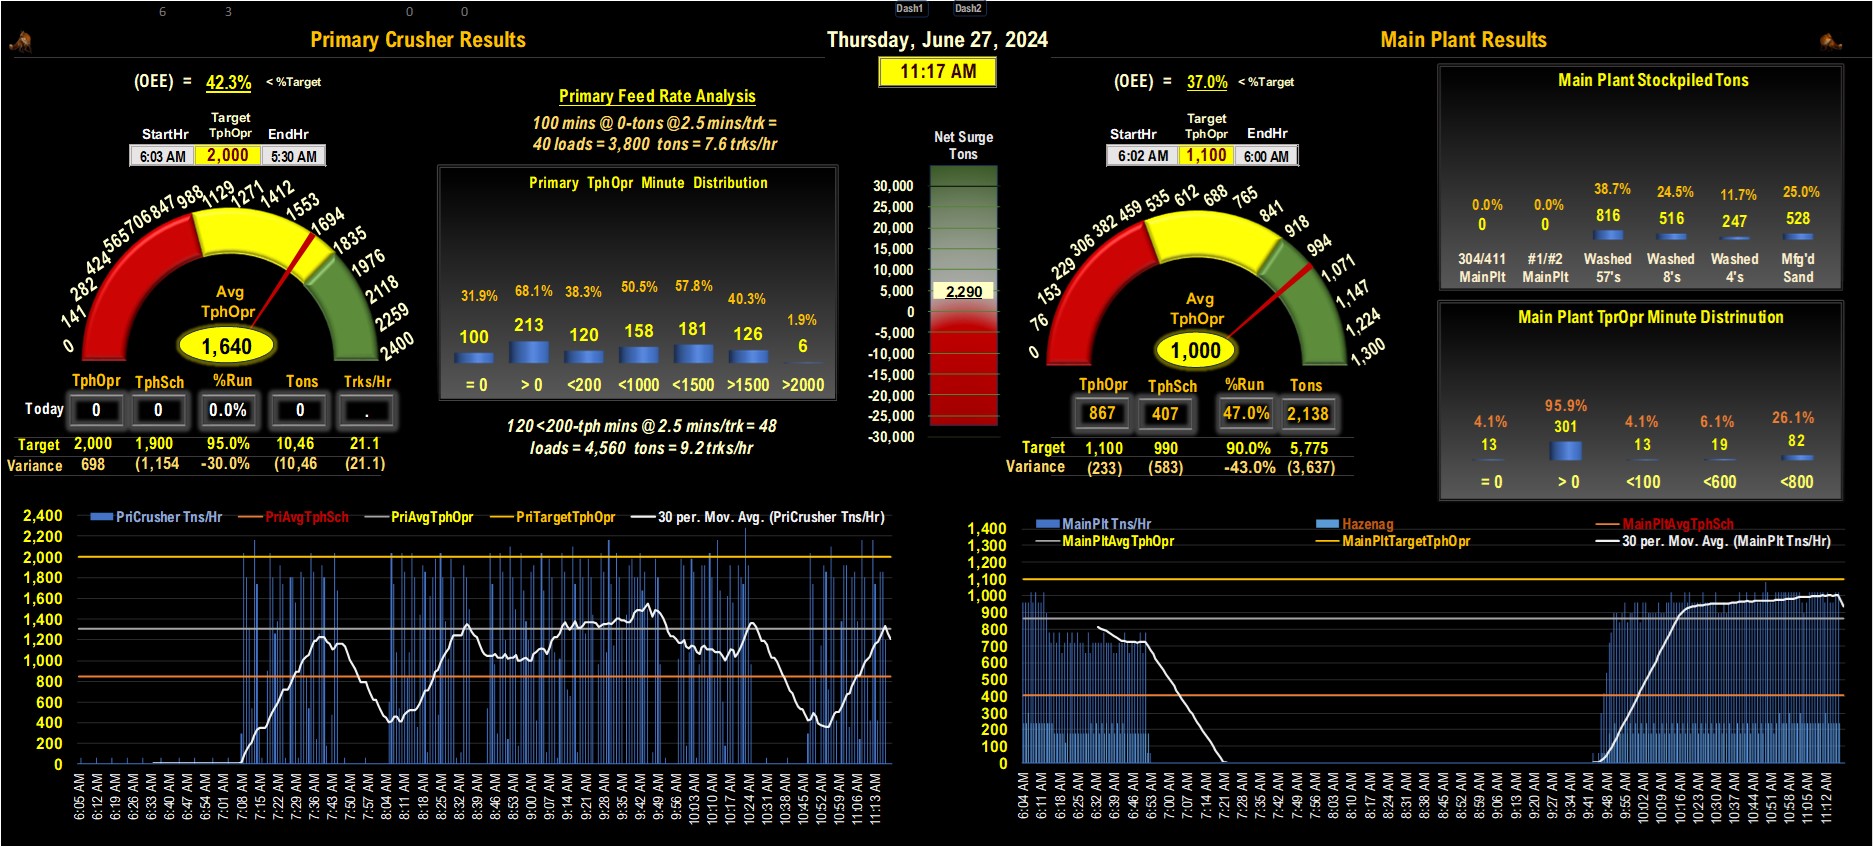 6 3 0 0 Dash1 Dash2
Primary Crusher Results
Thursday, June 27, 2024
Main Plant Results
11:17 AM
(OEE) = 42.3% < %Target
StartHr Target TphOpr EndHr
6:03 AM 2,000 5:30 AM
0 141 282 424 565 706 847 988 1129 1271 1412 1553 1694 1835 1976 2118 2259 2400
Avg
TphOpr
1,640
TphOpr TphSch %Run Tons Trks/Hr
Today 0 0 0.0% 0 .
Target 2,000 1,900 95.0% 10,46 21.1
Variance 698 (1,154 -30.0% (10,46 (21.1)
Primary Feed Rate Analysis
100 mins @ 0-tons @2.5 mins/trk =
40 loads = 3,800 tons = 7.6 trks/hr
Primary TphOpr Minute Distribution
31.9% 68.1% 38.3% 50.5% 57.8% 40.3% 1.9%
100 213 120 158 181 126 6
= 0 > 0 <200 <1000 <1500 >1500 >2000
120 <200-tph mins @ 2.5 mins/trk = 48
loads = 4,560 tons = 9.2 trks/hr
Net Surge
Tons
30,000
25,000
20,000
15,000
10,000
5,000
2,290
0
-5,000
-10,000
-15,000
-20,000
-25,000
-30,000
(OEE) = 37.0% < %Target
StartHr Target TphOpr EndHr
6:02 AM 1,100 6:00 AM
0 76 153 229 306 382 459 535 612 688 765 841 918 994 1,071 1,147 1,224 1,300
Avg
TphOpr
1,000
TphOpr TphSch %Run Tons
867 407 47.0% 2,138
Target 1,100 990 90.0% 5,775
Variance (233) (583) -43.0% (3,637)
Main Plant Stockpiled Tons
0.0% 0.0% 38.7% 24.5% 11.7% 25.0%
0 0 816 516 247 528
304/411 #1/#2 Washed Washed Washed Mfg'd
MainPlt MainPlt 57's 8's 4's Sand
Main Plant TprOpr Minute Distrinution
4.1% 95.9% 4.1% 6.1% 26.1%
13 301 13 19 82
= 0 > 0 <100 <600 <800
PriCrusher Tns/Hr PriAvgTphSch PriAvgTphOpr PriTargetTphOpr 30 per. Mov. Avg. (PriCrusher Tns/Hr)
2,400
2,200
2,000
1,800
1,600
1,400
1,200
1,000
800
600
400
200
0
6:05 AM 6:12 AM 6:19 AM 6:26 AM 6:33 AM 6:40 AM 6:47 AM 6:54 AM 7:01 AM 7:08 AM 7:15 AM 7:22 AM 7:29 AM 7:36 AM 7:43 AM 7:50 AM 7:57 AM 8:04 AM 8:11 AM 8:18 AM 8:25 AM 8:32 AM 8:39 AM 8:46 AM 8:53 AM 9:00 AM 9:07 AM 9:14 AM 9:21 AM 9:28 AM 9:35 AM 9:42 AM 9:49 AM 9:56 AM 10:03 AM 10:10 AM 10:17 AM 10:24 AM 10:31 AM 10:38 AM 10:45 AM 10:52 AM 10:59 AM 11:06 AM 11:13 AM
MainPlt Tns/Hr Hazenag MainPltAvgTphSch
MainPltAvgTphOpr MainPltTargetTphOpr 30 per. Mov. Avg. (MainPlt Tns/Hr)
1,400
1,300
1,200
1,100
1,000
900
800
700
600
500
400
300
200
100
0
6:04 AM 6:11 AM 6:18 AM 6:25 AM 6:32 AM 6:39 AM 6:46 AM 6:53 AM 7:00 AM 7:07 AM 7:14 AM 7:21 AM 7:28 AM 7:35 AM 7:42 AM 7:49 AM 7:56 AM 8:03 AM 8:10 AM 8:17 AM 8:24 AM 8:31 AM 8:38 AM 8:45 AM 8:52 AM 8:59 AM 9:06 AM 9:13 AM 9:20 AM 9:27 AM 9:34 AM 9:41 AM 9:48 AM 9:55 AM 10:02 AM 10:09 AM 10:16 AM 10:23 AM 10:30 AM 10:37 AM 10:44 AM 10:51 AM 10:58 AM 11:05 AM 11:12 AM